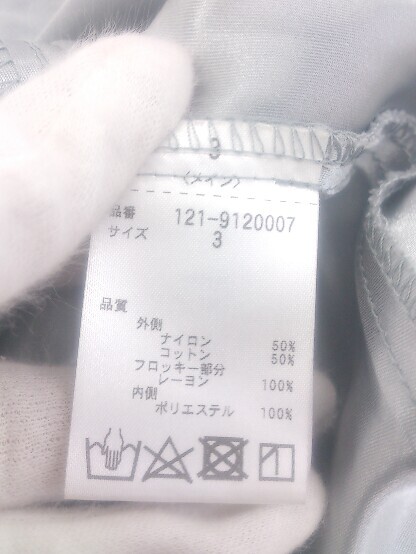 3
〈メイン〉
品番 121-9120007
サイズ 3
品質
外側
ナイロン 50%
コットン 50%
フロッキー部分
レーヨン 100%
内側
ポリエステル 100%